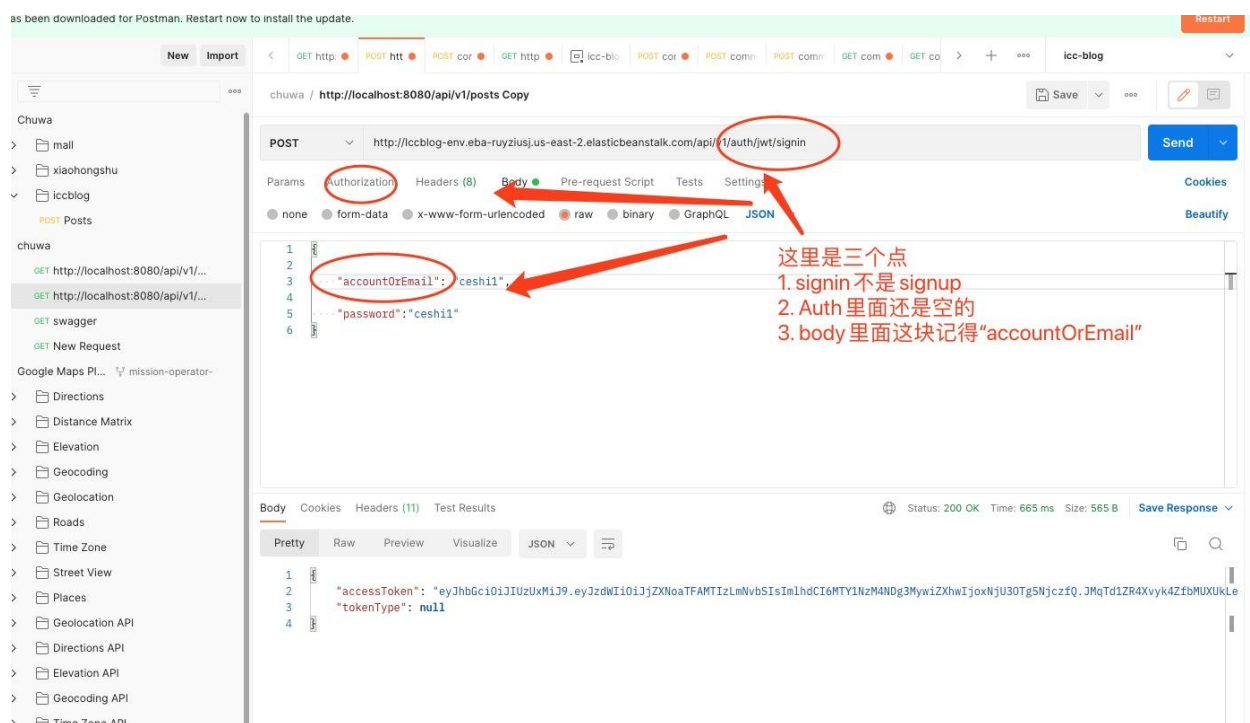 as been downloaded for Postman. Restart now to install the update.
Restart
New Import
GET http: POST htt POST cor GET http icc-blo POST cor POST comn POST comn GET com GET co
icc-blog
chuwa / http://localhost:8080/api/v1/posts Copy
Save
Chuwa
mall
xiaohongshu
iccblog
POST Posts
chuwa
GET http://localhost:8080/api/v1/...
GET http://localhost:8080/api/v1/...
GET swagger
GET New Request
Google Maps Pl... mission-operator-
Directions
Distance Matrix
Elevation
Geocoding
Geolocation
Roads
Time Zone
Street View
Places
Geolocation API
Directions API
Elevation API
Geocoding API
Time Zone API
POST http://Iccblog-env.eba-ruyziusj.us-east-2.elasticbeanstalk.com/api/v1/auth/jwt/signin
Send
Params Authorization Headers (8) Body Pre-request Script Tests Settings
Cookies
none form-data x-www-form-urlencoded raw binary GraphQL JSON
Beautify
1 {
2
3 "accountOrEmail": "ceshi1",
4
5 "password":"ceshi1"
6 }
这里是三个点
1. signin 不是 signup
2. Auth 里面还是空的
3. body 里面这块记得“accountOrEmail”
Body Cookies Headers (11) Test Results
Status: 200 OK Time: 665 ms Size: 565 B Save Response
Pretty Raw Preview Visualize JSON
1 {
2 "accessToken":
3 "tokenType": null
4 }